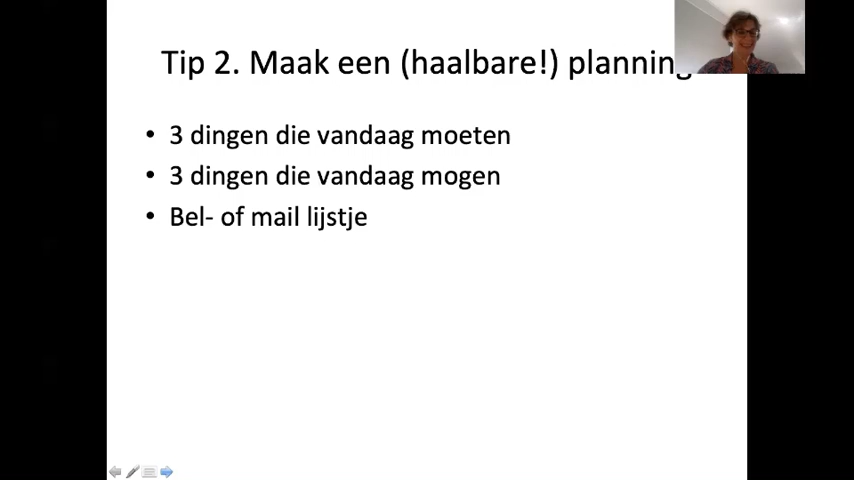 Tip 2. Maak een (haalbare!) planning
• 3 dingen die vandaag moeten
• 3 dingen die vandaag mogen
• Bel- of mail lijstje